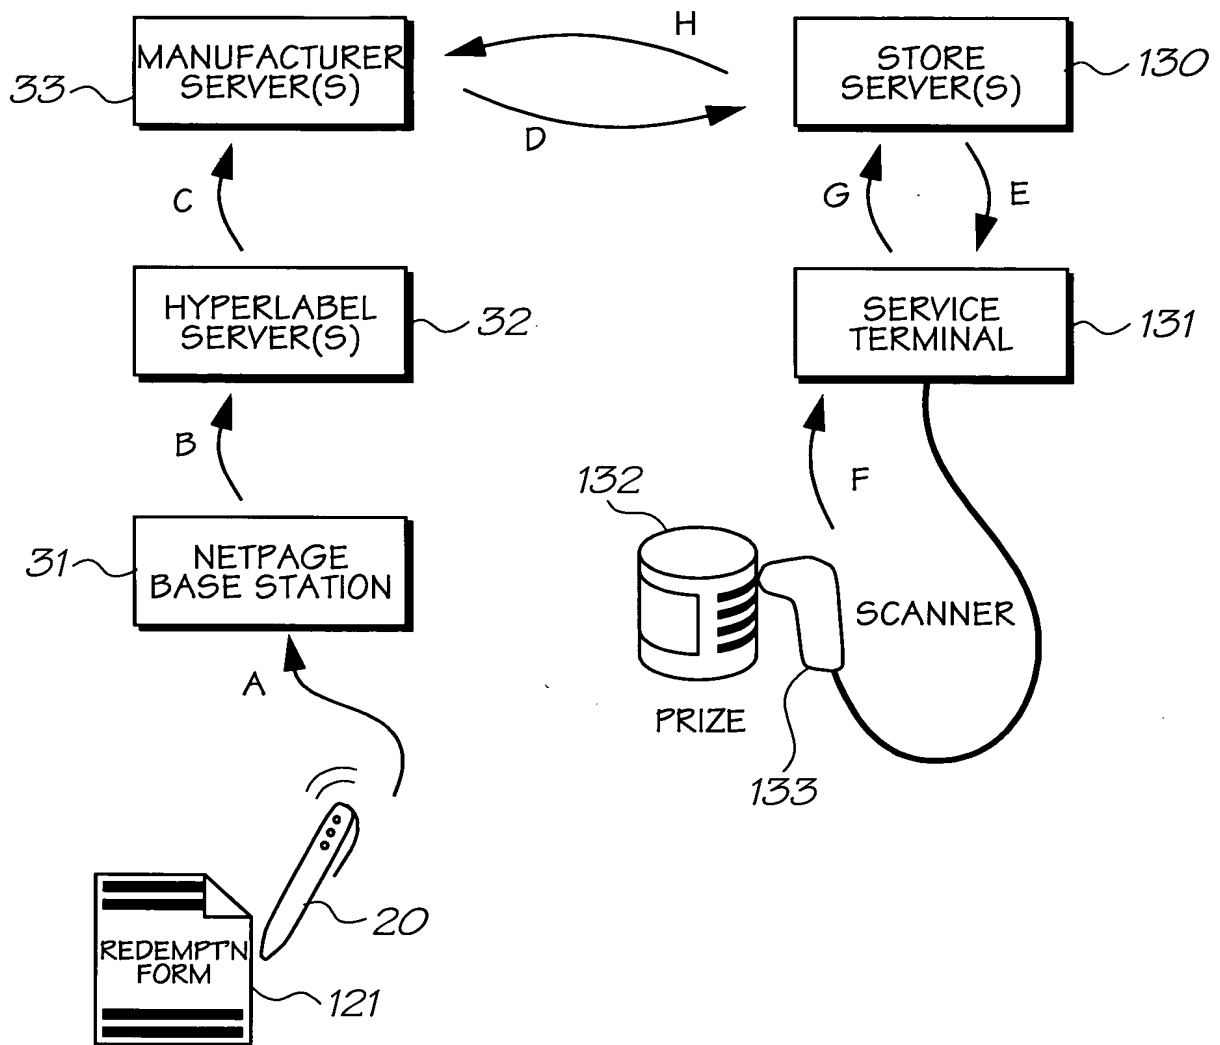 H
MANUFACTURER
SERVER(S)
33
STORE
SERVER(S)
130
D
C
G
E
HYPERLABEL
SERVER(S)
32
SERVICE
TERMINAL
131
B
F
132
NETPAGE
BASE STATION
31
SCANNER
A
PRIZE
133
20
REDEMPTN
FORM
121